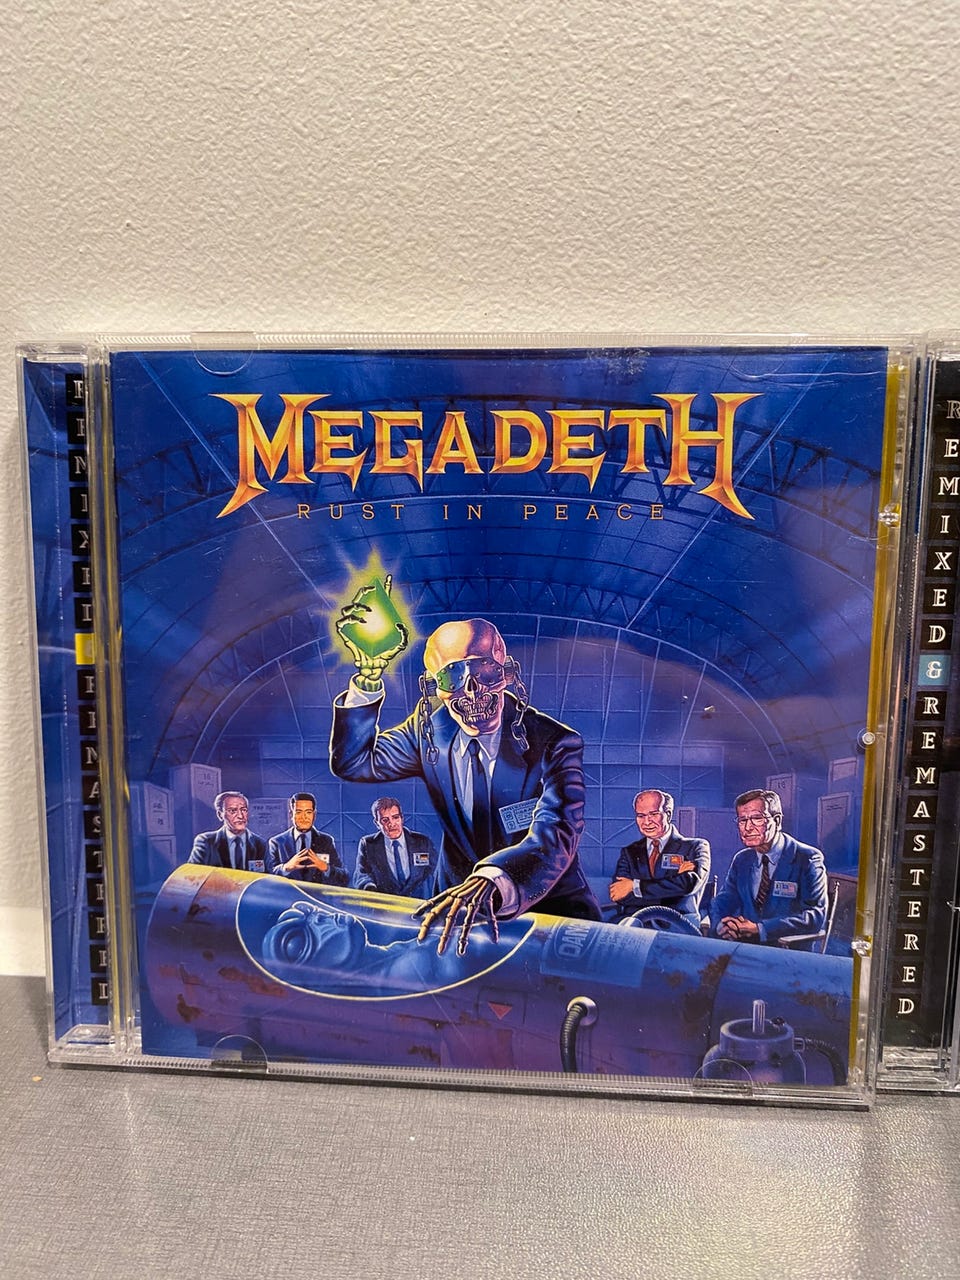 MEGADETH
RUST IN PEACE
REMIXED & REMASTERED